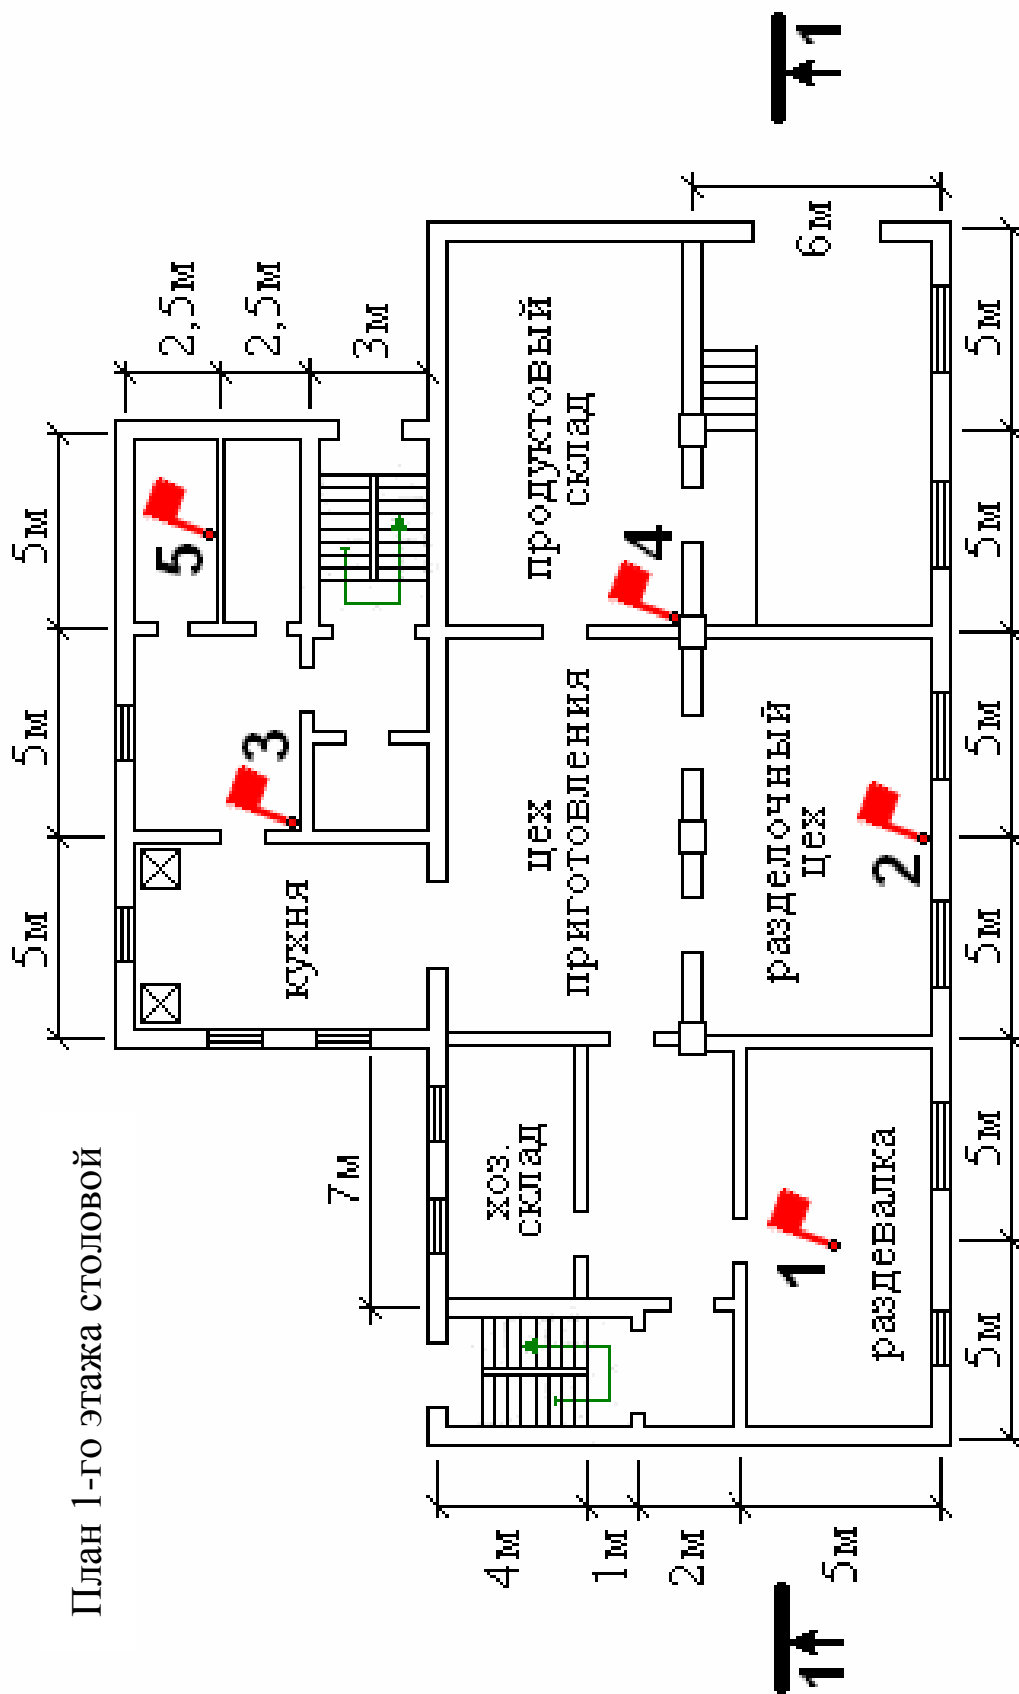 План 1-го этажа столовой
5м
5м
5м
2,5м
2,5м
3м
7м
5
3
кухня
4м
1м
2м
5м
хоз.
склад
цех
приготовления
продуктовый
склад
4
раздевалка
1
разделочный
цех
2
6м
1
1
5м
5м
5м
5м
5м
5м